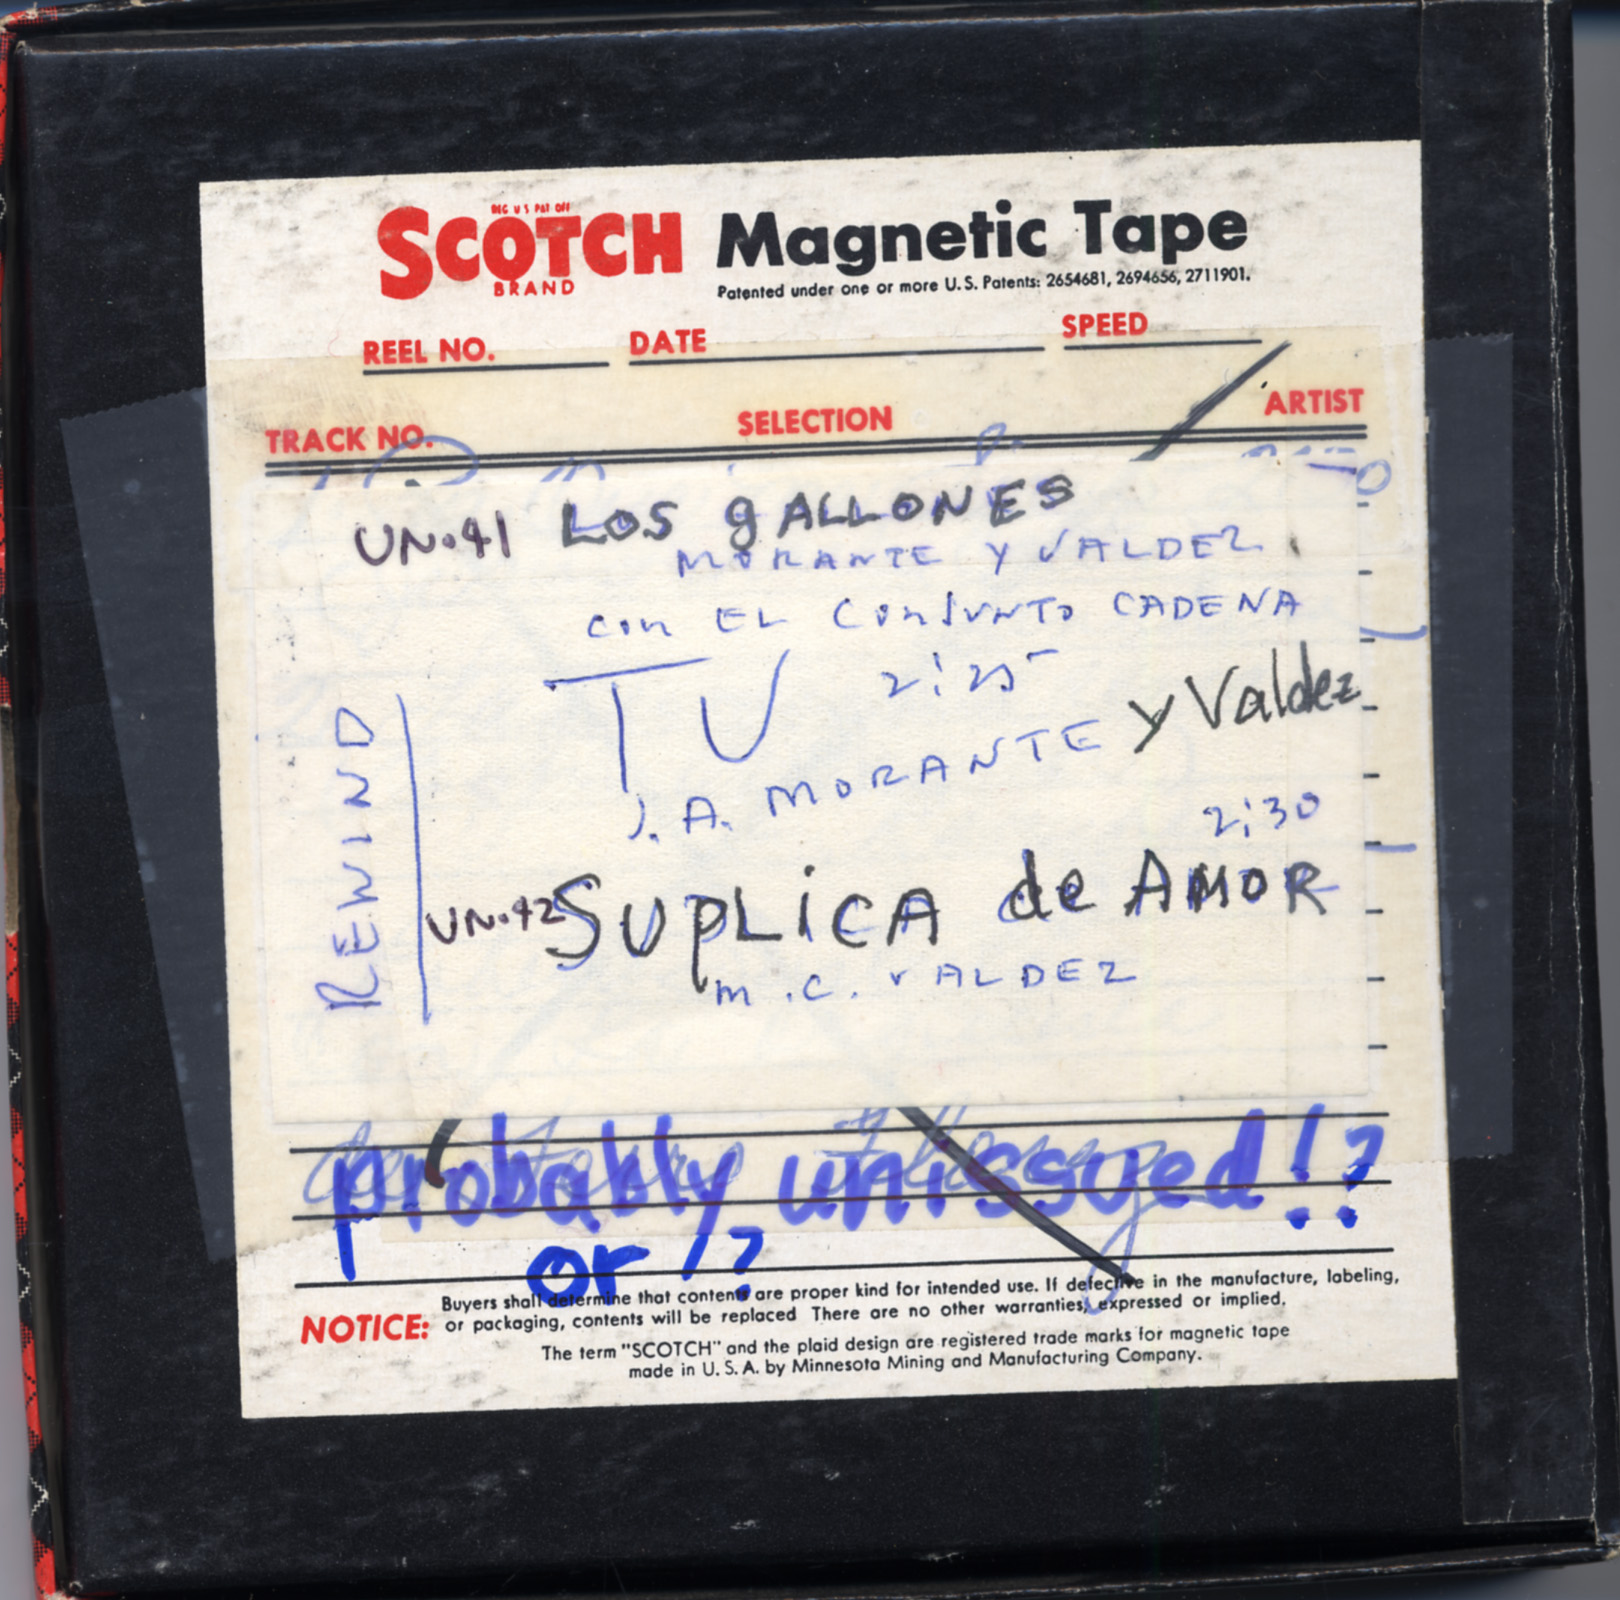 REG U S PAT OFF
SCOTCH Magnetic Tape
BRAND
Patented under one or more U.S. Patents: 2654681, 2694656, 2711901.
REEL NO. DATE SPEED
TRACK NO. SELECTION ARTIST
UN.41 LOS gALLONES
MORANTE Y VALDEZ
con EL ConJUNTO CADENA
TU 2:25
J. A. MORANTE y Valdez
2:30
REWIND
UN.42 SUpLiCA de AMOR
M.C. VALDEZ
probably unissued!?
or !?
NOTICE: Buyers shall determine that contents are proper kind for intended use. If defective in the manufacture, labeling,
or packaging, contents will be replaced There are no other warranties, expressed or implied.
The term "SCOTCH" and the plaid design are registered trade marks for magnetic tape
made in U.S.A. by Minnesota Mining and Manufacturing Company.